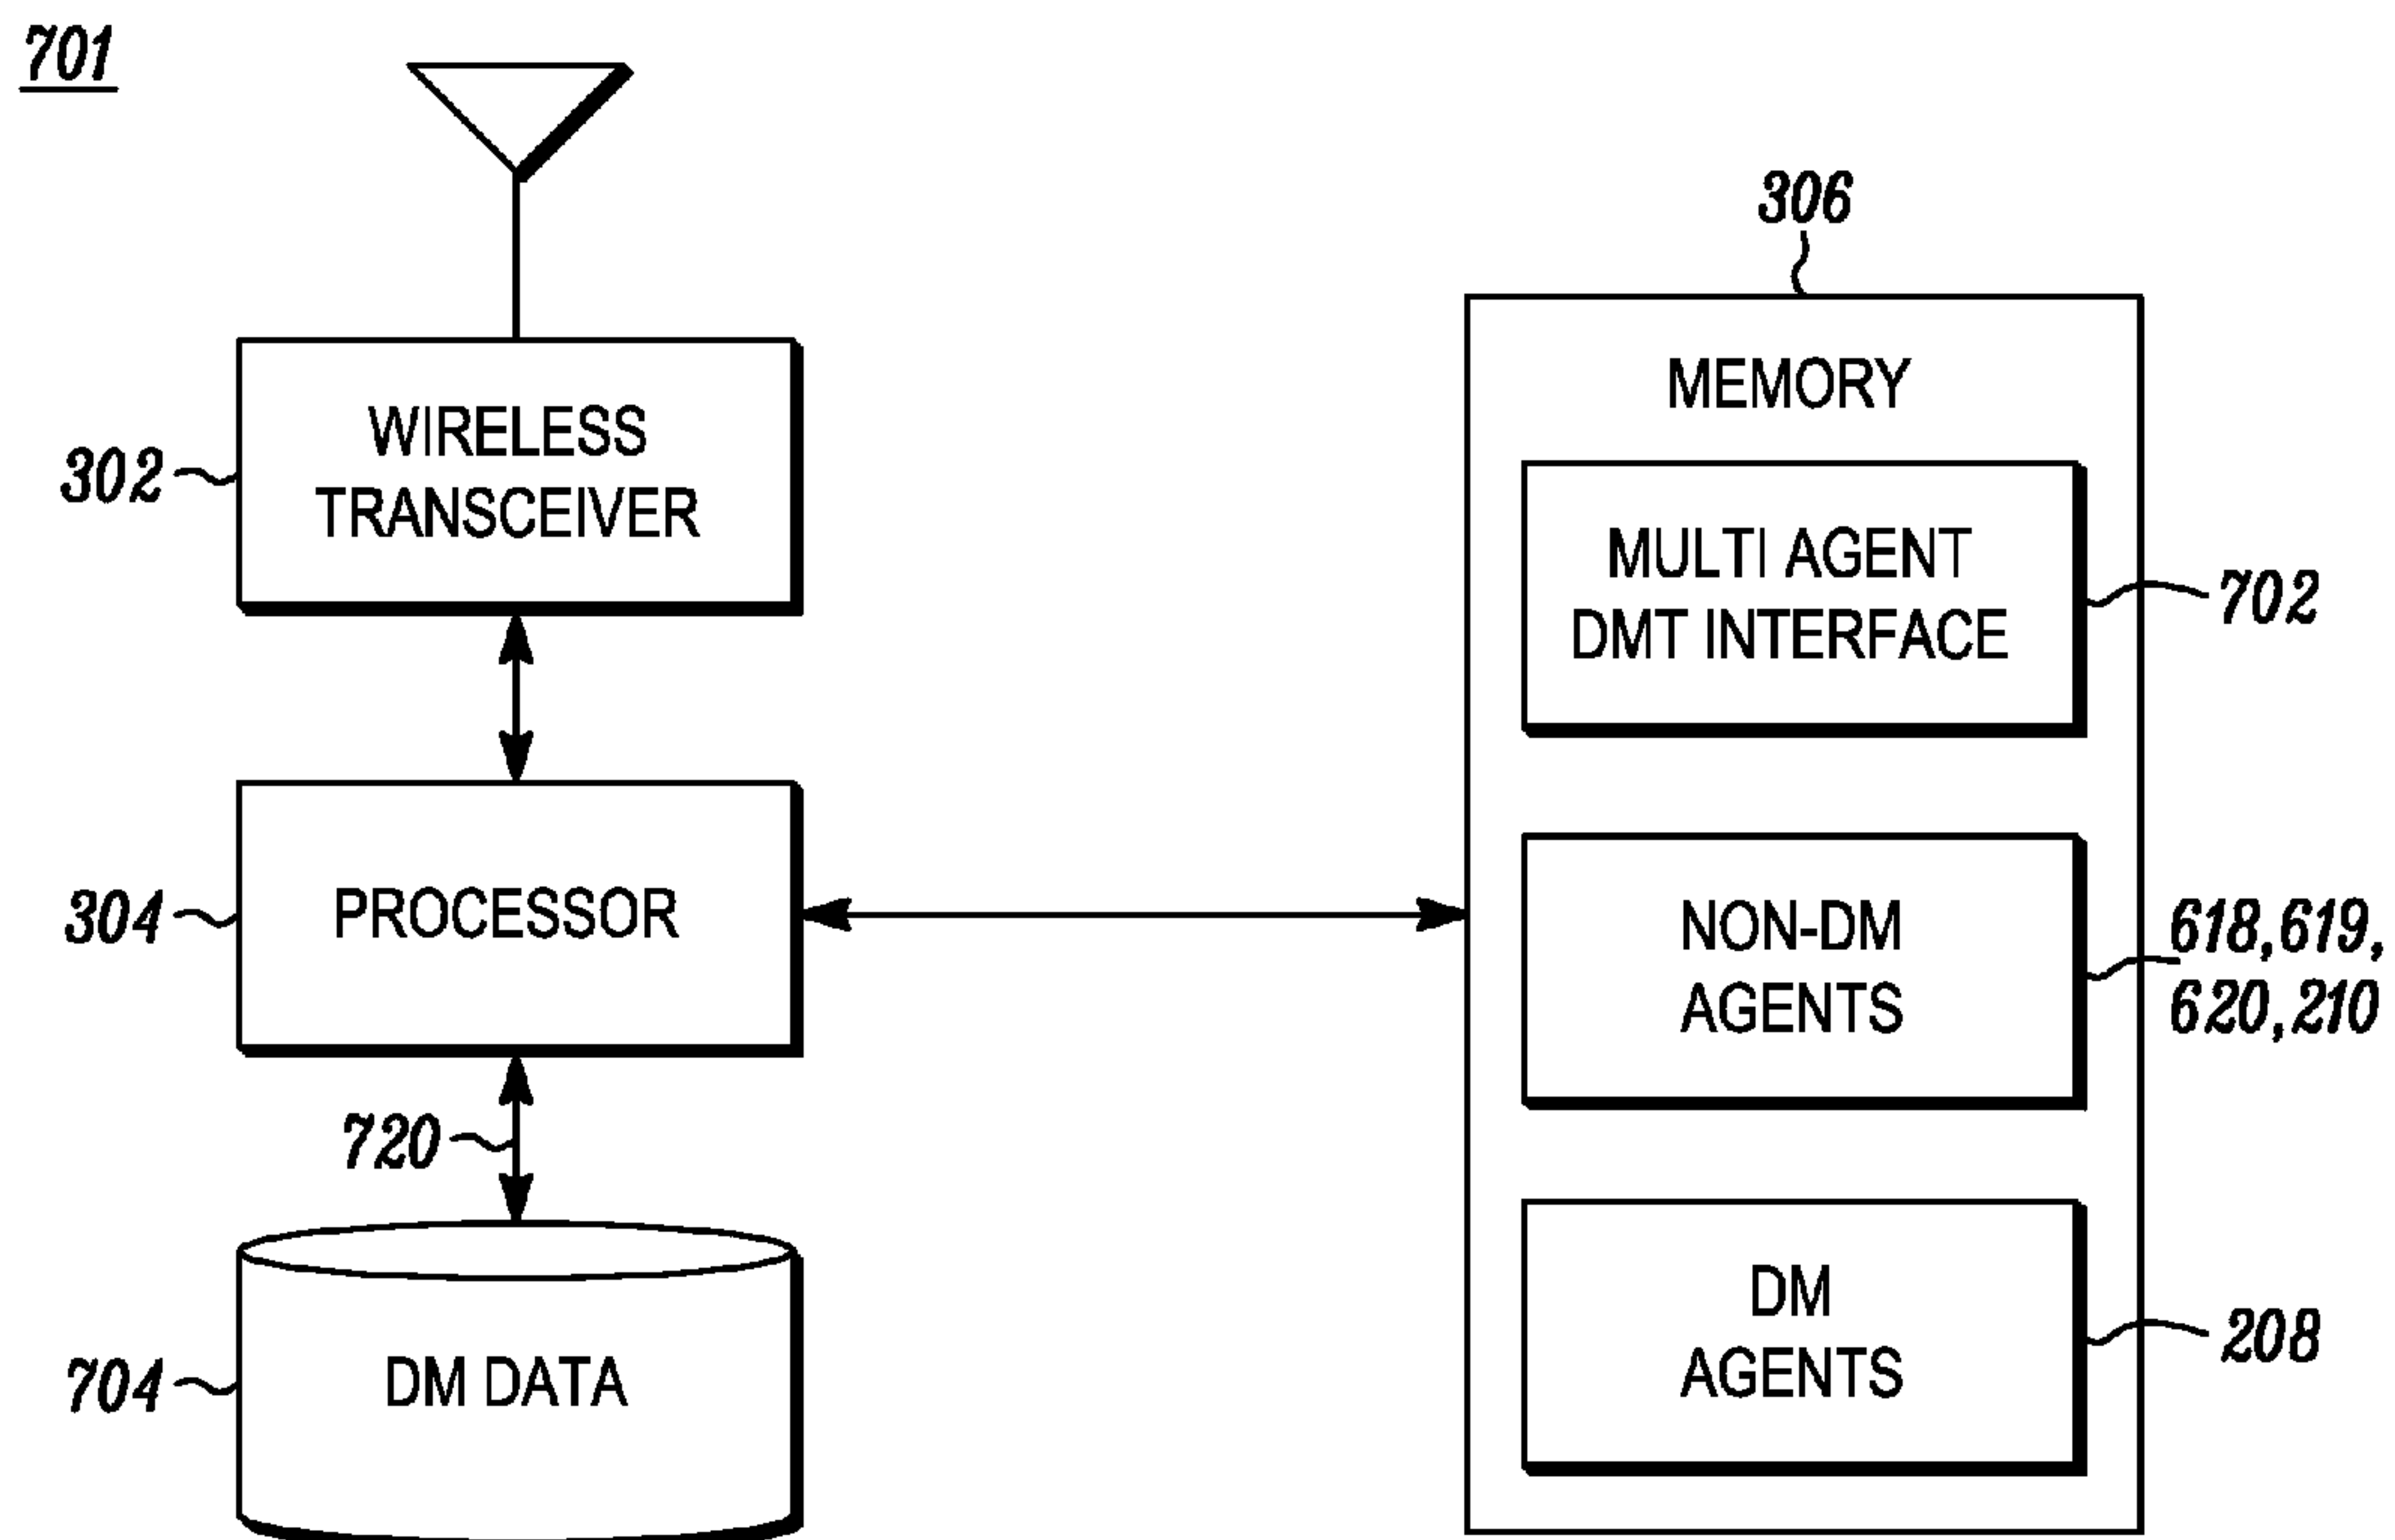 701
306
MEMORY
WIRELESS
TRANSCEIVER
302
MULTI AGENT
DMT INTERFACE
702
PROCESSOR
304
NON-DM
AGENTS
618, 619,
620, 210
720
DM DATA
704
DM
AGENTS
208